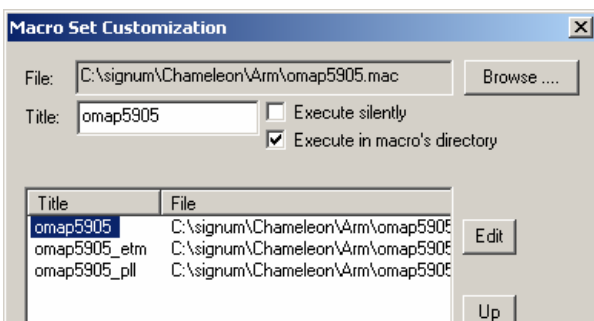 Macro Set Customization
File: C:\signum\Chameleon\Arm\omap5905.mac Browse ....
Title: omap5905 Execute silently
Execute in macro's directory
Title File
omap5905 C:\signum\Chameleon\Arm\omap5905
omap5905_etm C:\signum\Chameleon\Arm\omap5905
omap5905_pll C:\signum\Chameleon\Arm\omap5905
Edit
Up